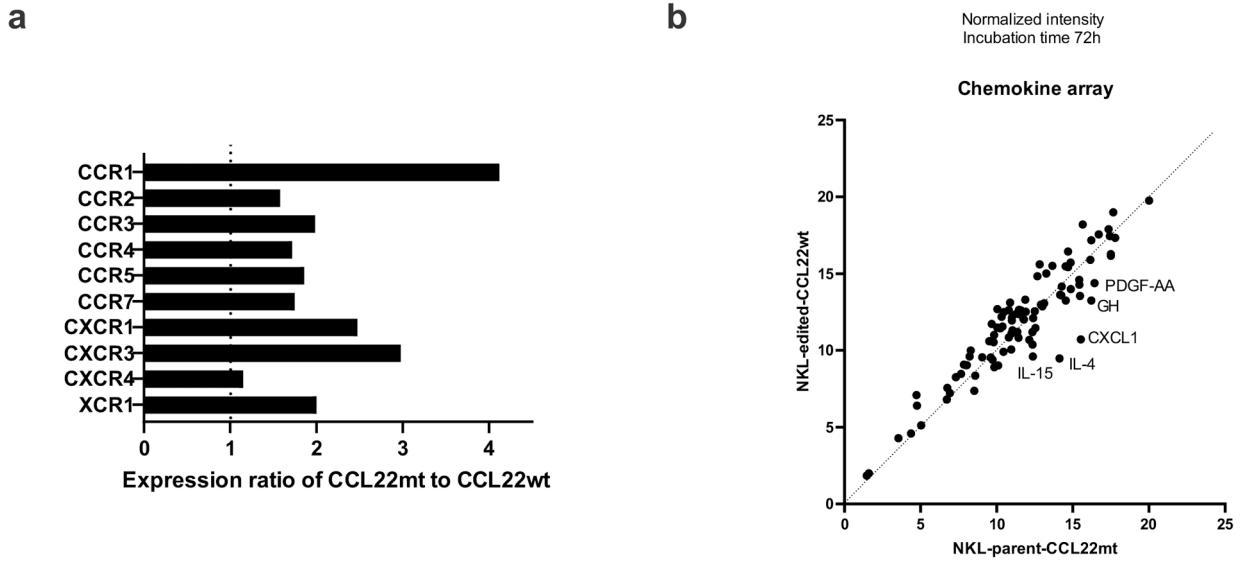 a
CCR1
CCR2
CCR3
CCR4
CCR5
CCR7
CXCR1
CXCR3
CXCR4
XCR1
0 1 2 3 4
Expression ratio of CCL22mt to CCL22wt
b
Normalized intensity
Incubation time 72h
Chemokine array
NKL-edited-CCL22wt
25
20
15
10
5
0
PDGF-AA
GH
CXCL1
IL-15
IL-4
0 5 10 15 20 25
NKL-parent-CCL22mt